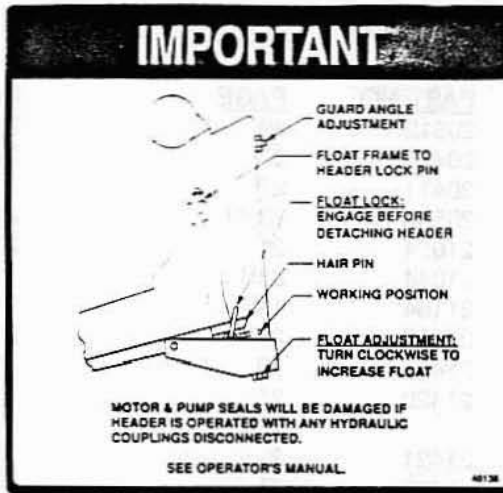 IMPORTANT
GUARD ANGLE
ADJUSTMENT
FLOAT FRAME TO
HEADER LOCK PIN
FLOAT LOCK:
ENGAGE BEFORE
DETACHING HEADER
HAIR PIN
WORKING POSITION
FLOAT ADJUSTMENT:
TURN CLOCKWISE TO
INCREASE FLOAT
MOTOR & PUMP SEALS WILL BE DAMAGED IF
HEADER IS OPERATED WITH ANY HYDRAULIC
COUPLINGS DISCONNECTED.
SEE OPERATOR'S MANUAL.